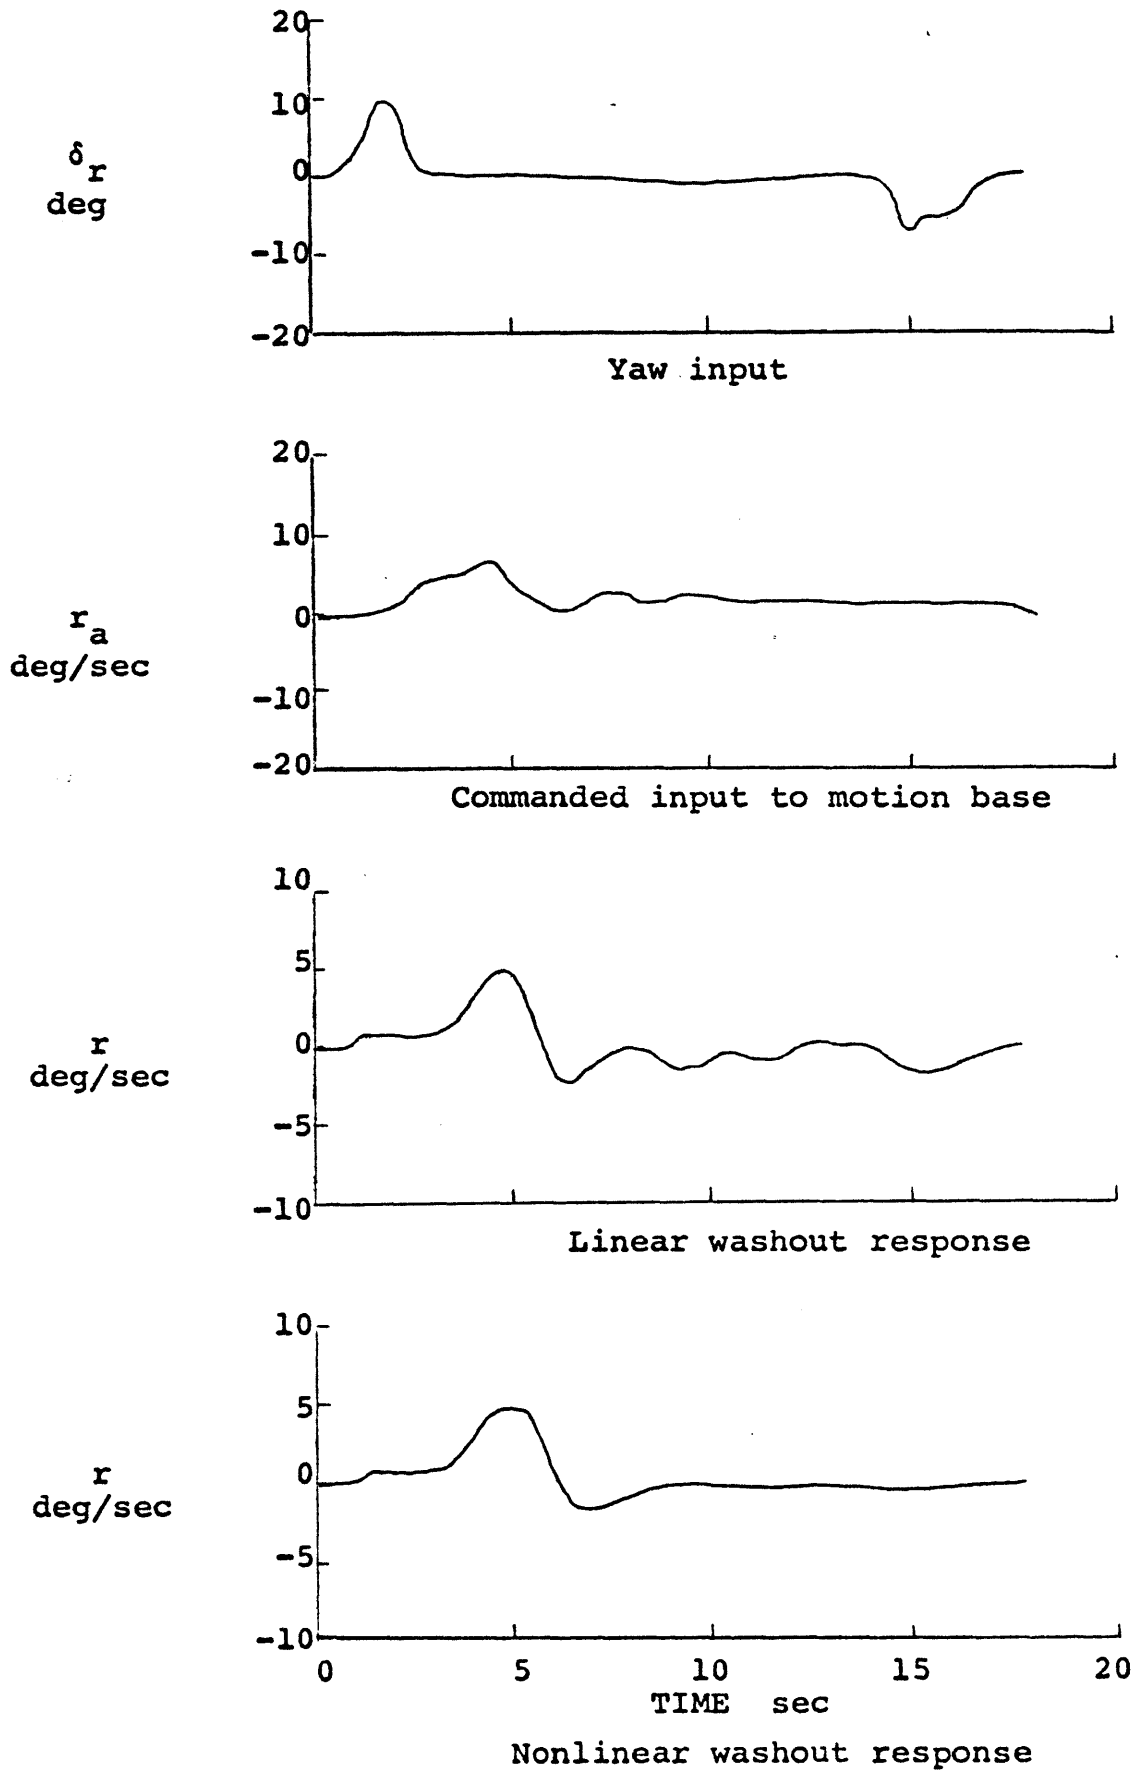 20
10
0
-10
-20
δr
deg
Yaw input
20
10
0
-10
-20
ra
deg/sec
Commanded input to motion base
10
5
0
-5
-10
r
deg/sec
Linear washout response
10
5
0
-5
-10
r
deg/sec
0 5 10 15 20
TIME sec
Nonlinear washout response